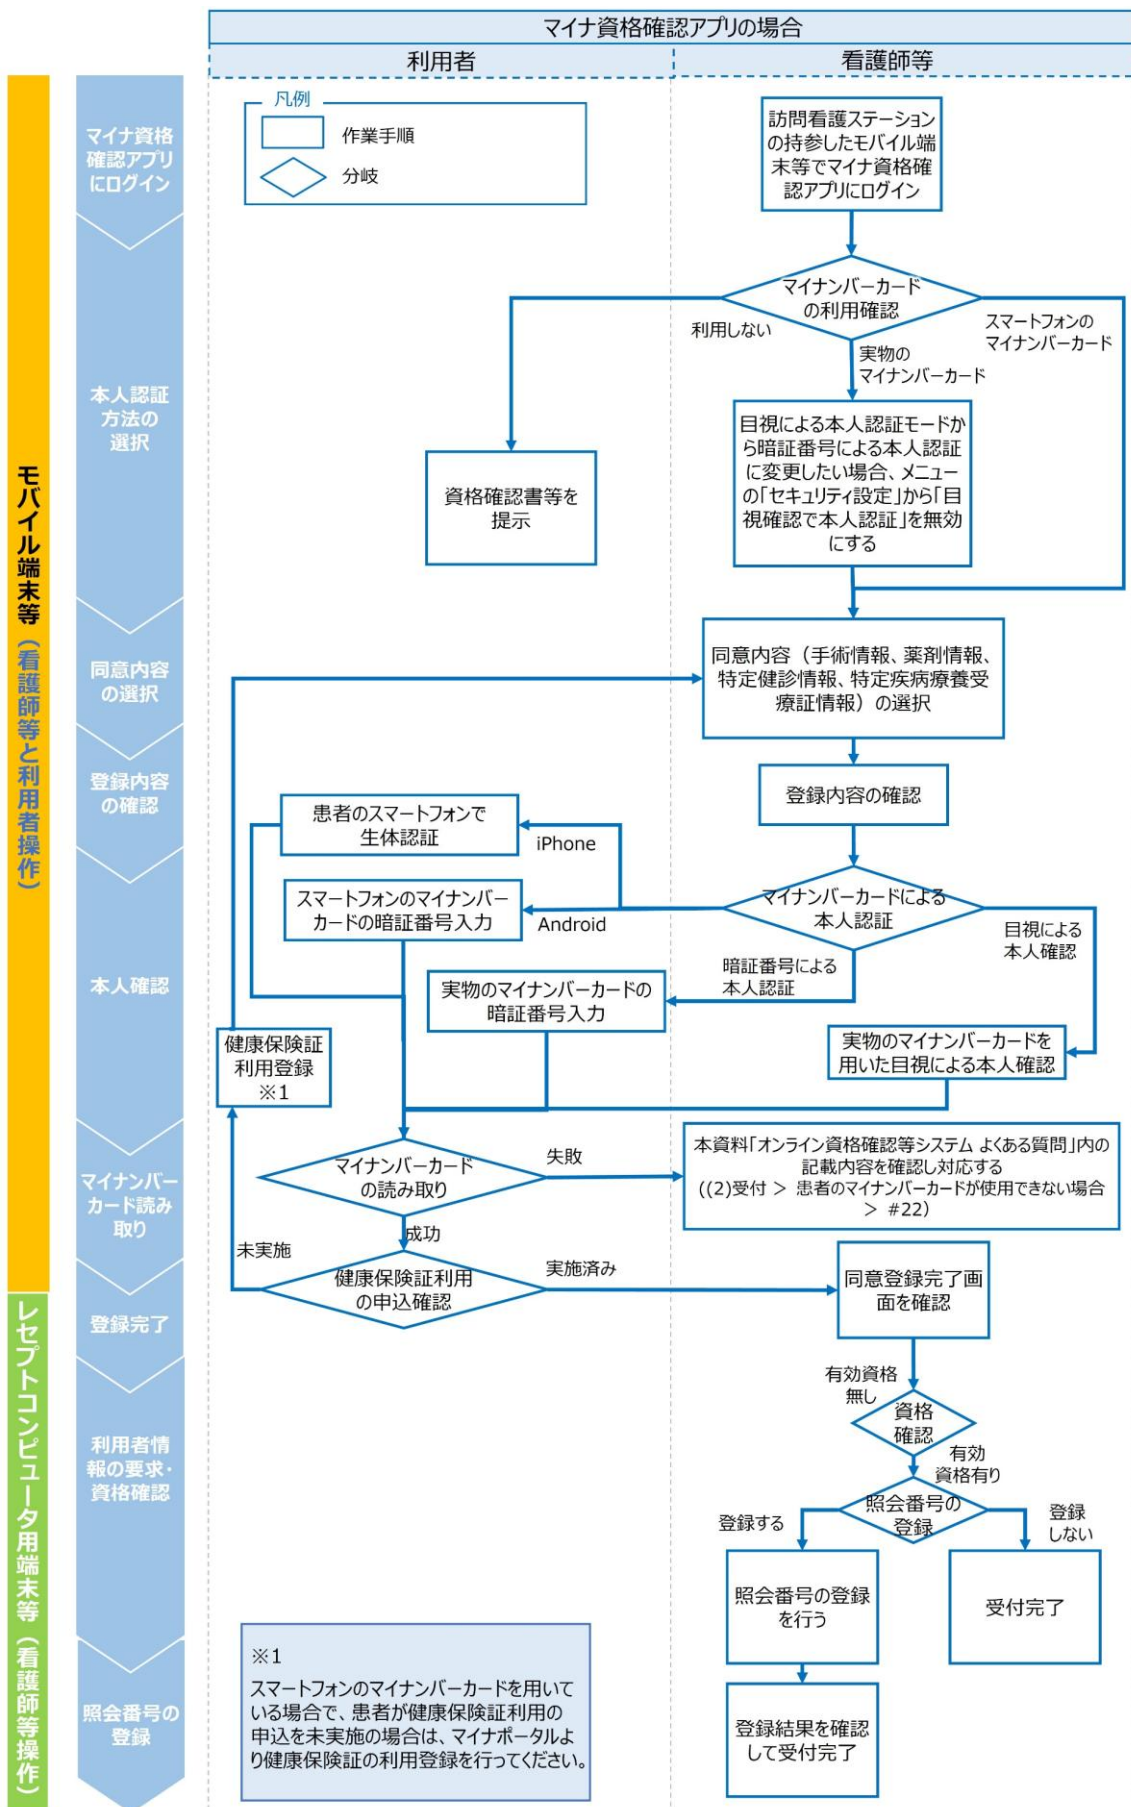 マイナ資格確認アプリの場合
利用者
看護師等
モバイル端末等（看護師等と利用者操作）
レセプトコンピュータ用端末等（看護師等操作）
マイナ資格
確認アプリ
にログイン
本人認証
方法の
選択
同意内容
の選択
登録内容
の確認
本人確認
マイナンバー
カード読み
取り
登録完了
利用者情
報の要求・
資格確認
照会番号の
登録
凡例
作業手順
分岐
訪問看護ステーション
の持参したモバイル端
末等でマイナ資格確
認アプリにログイン
マイナンバーカード
の利用確認
利用しない
実物の
マイナンバーカード
スマートフォンの
マイナンバーカード
資格確認書等を
提示
目視による本人認証モードか
ら暗証番号による本人認証
に変更したい場合、メニュー
の「セキュリティ設定」から「目
視確認で本人認証」を無効
にする
同意内容（手術情報、薬剤情報、
特定健診情報、特定疾病療養受
療証情報）の選択
登録内容の確認
患者のスマートフォンで
生体認証
iPhone
スマートフォンのマイナンバー
カードの暗証番号入力
Android
マイナンバーカードによる
本人認証
目視による
本人確認
暗証番号による
本人認証
実物のマイナンバーカードの
暗証番号入力
実物のマイナンバーカードを
用いた目視による本人確認
健康保険証
利用登録
※1
マイナンバーカード
の読み取り
失敗
本資料「オンライン資格確認等システム よくある質問」内の
記載内容を確認し対応する
((2)受付 ＞ 患者のマイナンバーカードが使用できない場合
＞ #22）
成功
未実施
健康保険証利用
の申込確認
実施済み
同意登録完了画
面を確認
有効資格
無し
資格
確認
有効
資格有り
照会番号の
登録
登録する
登録
しない
照会番号の登録
を行う
受付完了
登録結果を確認
して受付完了
※1
スマートフォンのマイナンバーカードを用いて
いる場合で、患者が健康保険証利用の
申込を未実施の場合は、マイナポータルよ
り健康保険証の利用登録を行ってください。